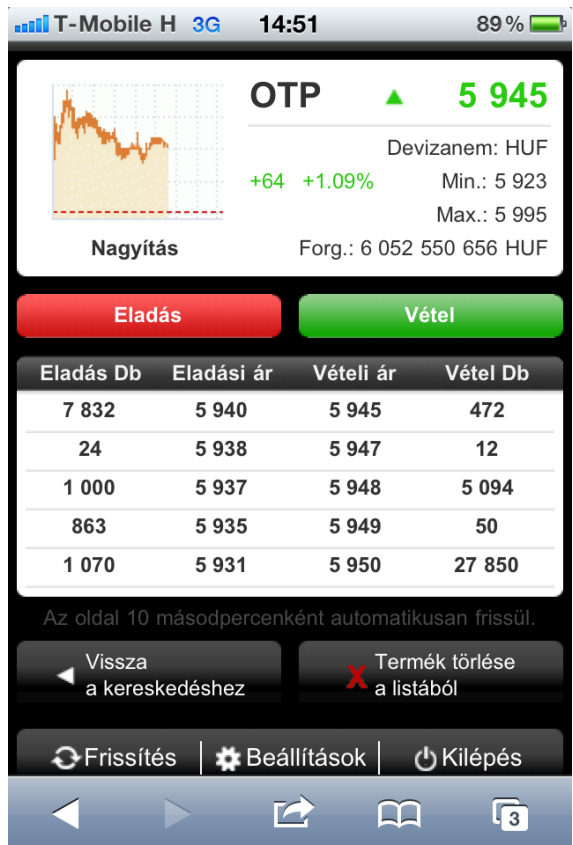 T-Mobile H 3G 14:51 89%
OTP ▲ 5 945
Devizanem: HUF
+64 +1.09% Min.: 5 923
Max.: 5 995
Nagyítás Forg.: 6 052 550 656 HUF
Eladás Vétel
Eladás Db Eladási ár Vételi ár Vétel Db
7 832 5 940 5 945 472
24 5 938 5 947 12
1 000 5 937 5 948 5 094
863 5 935 5 949 50
1 070 5 931 5 950 27 850
Az oldal 10 másodpercenként automatikusan frissül.
Vissza
a kereskedéshez
X Termék törlése
a listából
Frissítés Beállítások Kilépés
3